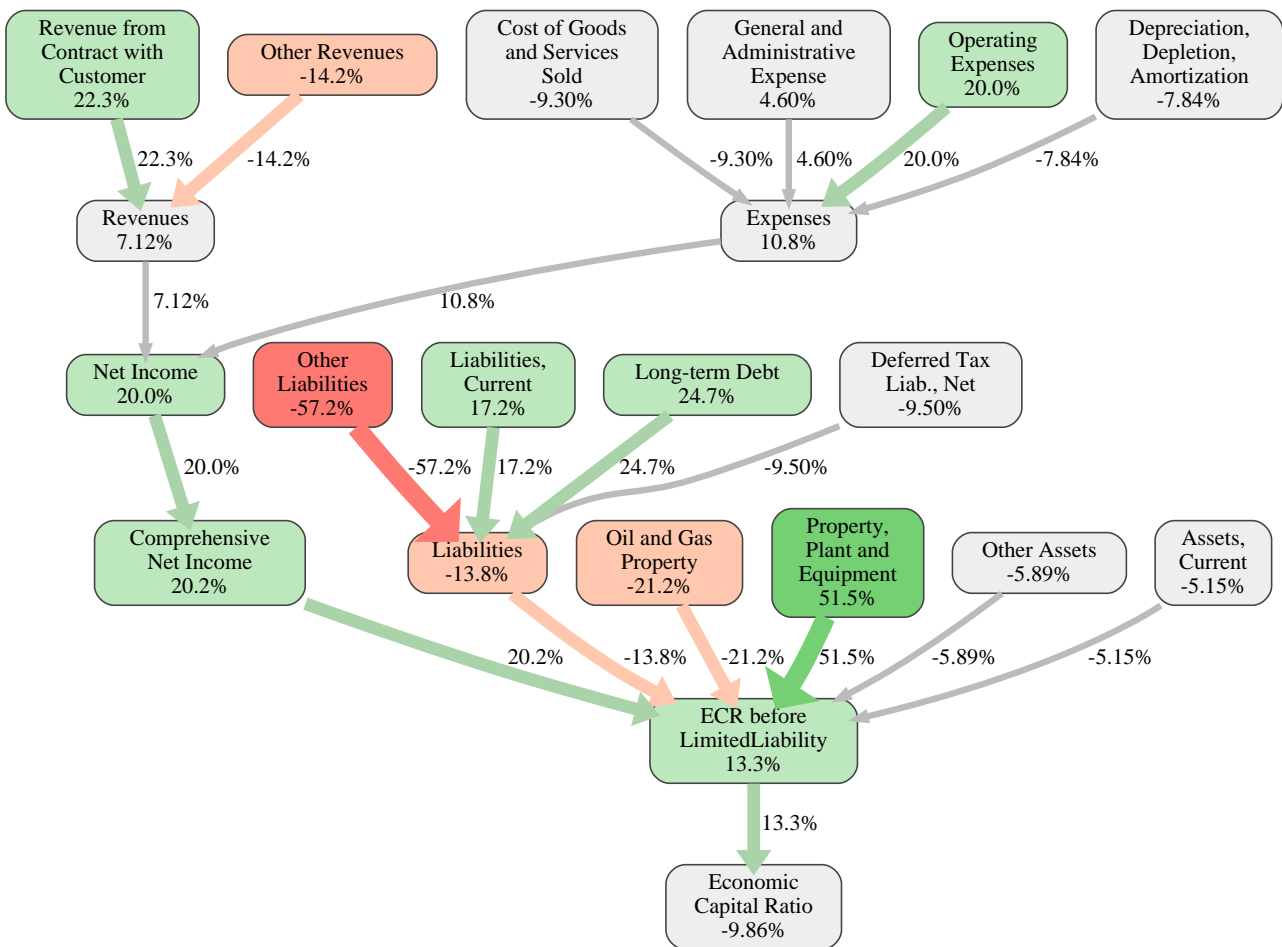 Revenue from
Contract with
Customer
22.3%
Other Revenues
-14.2%
Cost of Goods
and Services
Sold
-9.30%
General and
Administrative
Expense
4.60%
Operating
Expenses
20.0%
Depreciation,
Depletion,
Amortization
-7.84%
22.3%
-14.2%
-9.30%
4.60%
20.0%
-7.84%
Revenues
7.12%
Expenses
10.8%
7.12%
10.8%
Net Income
20.0%
Other
Liabilities
-57.2%
Liabilities,
Current
17.2%
Long-term Debt
24.7%
Deferred Tax
Liab., Net
-9.50%
20.0%
-57.2%
17.2%
24.7%
-9.50%
Comprehensive
Net Income
20.2%
Liabilities
-13.8%
Oil and Gas
Property
-21.2%
Property,
Plant and
Equipment
51.5%
Other Assets
-5.89%
Assets,
Current
-5.15%
20.2%
-13.8%
-21.2%
51.5%
-5.89%
-5.15%
ECR before
LimitedLiability
13.3%
13.3%
Economic
Capital Ratio
-9.86%